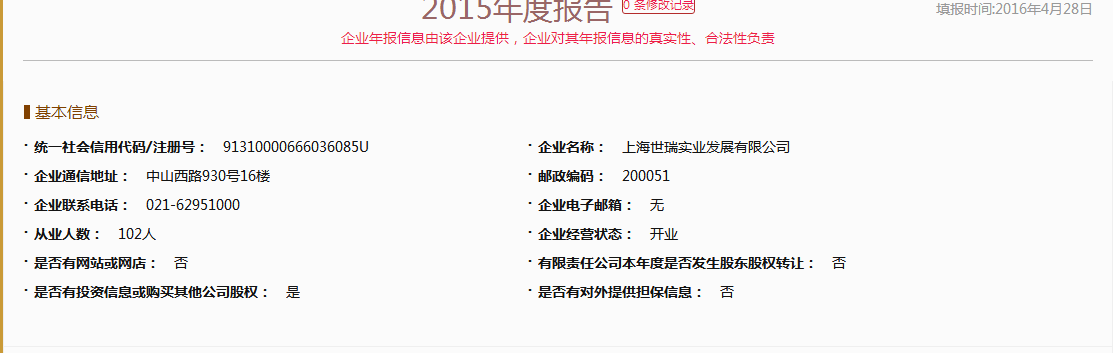 2015年度报告 0 条修改记录 填报时间:2016年4月28日
企业年报信息由该企业提供，企业对其年报信息的真实性、合法性负责
基本信息
· 统一社会信用代码/注册号： 91310000666036085U · 企业名称： 上海世瑞实业发展有限公司
· 企业通信地址： 中山西路930号16楼 · 邮政编码： 200051
· 企业联系电话： 021-62951000 · 企业电子邮箱： 无
· 从业人数： 102人 · 企业经营状态： 开业
· 是否有网站或网店： 否 · 有限责任公司本年度是否发生股东股权转让： 否
· 是否有投资信息或购买其他公司股权： 是 · 是否有对外提供担保信息： 否